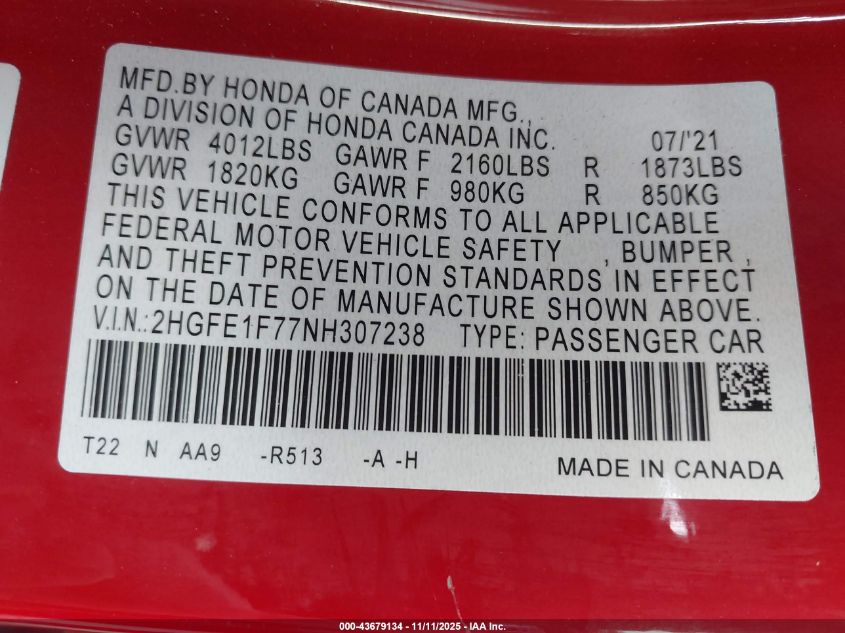 MFD.BY HONDA OF CANADA MFG.,
A DIVISION OF HONDA CANADA INC. 07/'21
GVWR 4012LBS GAWR F 2160LBS R 1873LBS
GVWR 1820KG GAWR F 980KG R 850KG
THIS VEHICLE CONFORMS TO ALL APPLICABLE
FEDERAL MOTOR VEHICLE SAFETY , BUMPER ,
AND THEFT PREVENTION STANDARDS IN EFFECT
ON THE DATE OF MANUFACTURE SHOWN ABOVE.
V.I.N.:2HGFE1F77NH307238 TYPE: PASSENGER CAR
T22 N AA9 -R513 -A -H MADE IN CANADA
000-43679134 - 11/11/2025 - IAA Inc.